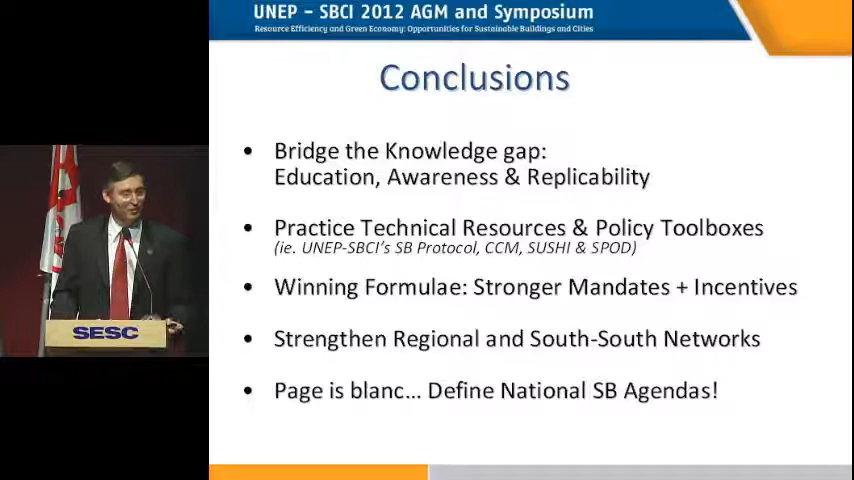 UNEP – SBCI 2012 AGM and Symposium
Resource Efficiency and Green Economy: Opportunities for Sustainable Buildings and Cities
Conclusions
• Bridge the Knowledge gap:
Education, Awareness & Replicability
• Practice Technical Resources & Policy Toolboxes
(ie. UNEP-SBCI's SB Protocol, CCM, SUSHI & SPOD)
• Winning Formulae: Stronger Mandates + Incentives
• Strengthen Regional and South-South Networks
• Page is blanc... Define National SB Agendas!
SESC